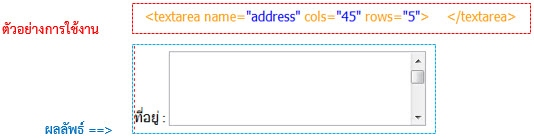 <textarea name="address" cols="45" rows="5"> </textarea>
ตัวอย่างการใช้งาน
ที่อยู่ :
ผลลัพธ์ ==>